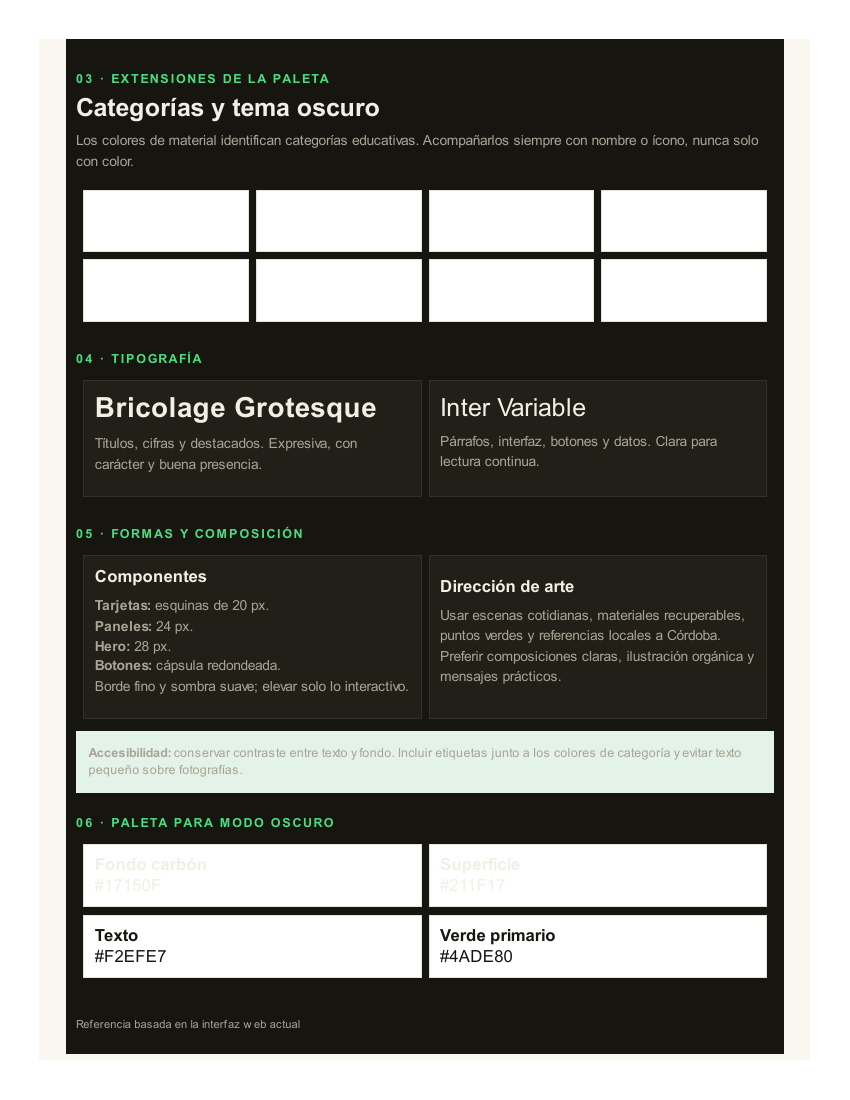 03 · EXTENSIONES DE LA PALETA
Categorías y tema oscuro
Los colores de material identifican categorías educativas. Acompañarlos siempre con nombre o ícono, nunca solo
con color.
04 · TIPOGRAFÍA
Bricolage Grotesque
Títulos, cifras y destacados. Expresiva, con
carácter y buena presencia.
Inter Variable
Párrafos, interfaz, botones y datos. Clara para
lectura continua.
05 · FORMAS Y COMPOSICIÓN
Componentes
Tarjetas: esquinas de 20 px.
Paneles: 24 px.
Hero: 28 px.
Botones: cápsula redondeada.
Borde fino y sombra suave; elevar solo lo interactivo.
Dirección de arte
Usar escenas cotidianas, materiales recuperables,
puntos verdes y referencias locales a Córdoba.
Preferir composiciones claras, ilustración orgánica y
mensajes prácticos.
Accesibilidad: conservar contraste entre texto y fondo. Incluir etiquetas junto a los colores de categoría y evitar texto
pequeño sobre fotografías.
06 · PALETA PARA MODO OSCURO
Fondo carbón
#17150F
Superficie
#211F17
Texto
#F2EFE7
Verde primario
#4ADE80
Referencia basada en la interfaz web actual